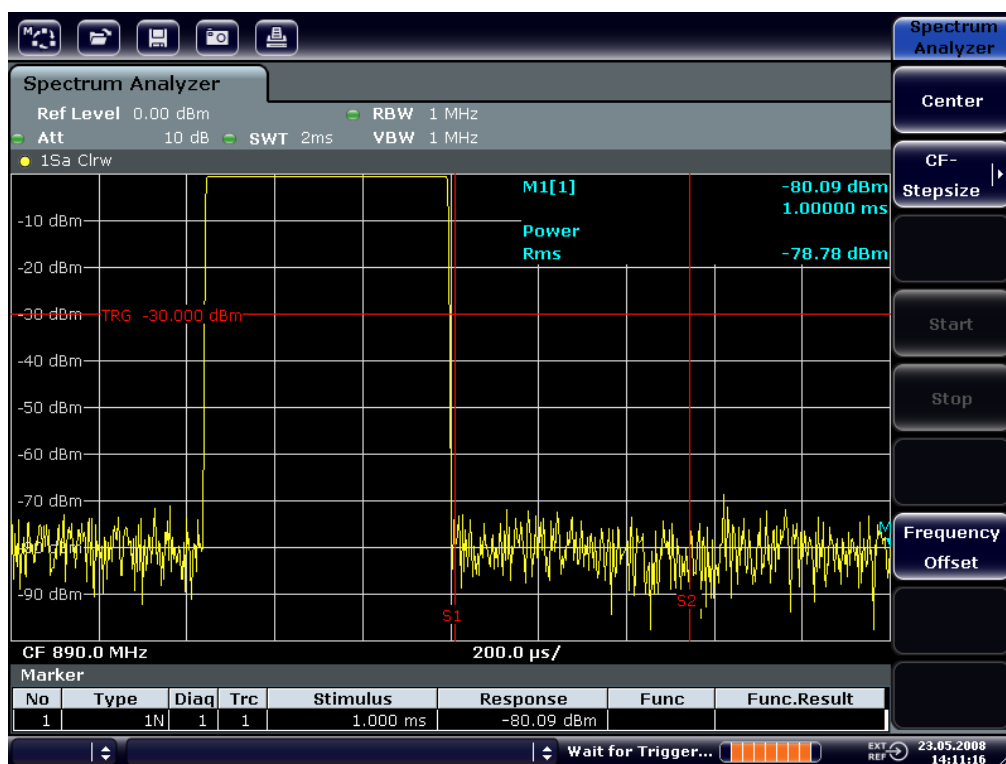 Spectrum Analyzer
Spectrum Analyzer
Ref Level 0.00 dBm RBW 1 MHz
Att 10 dB SWT 2ms VBW 1 MHz
1Sa Clrw
M1[1] -80.09 dBm
1.00000 ms
Power
Rms -78.78 dBm
-10 dBm
-20 dBm
-30 dBm
TRG -30.000 dBm
-40 dBm
-50 dBm
-60 dBm
-70 dBm
-80 dBm
-90 dBm
S1
S2
CF 890.0 MHz 200.0 µs/
Marker
No Type Diag Trc Stimulus Response Func Func.Result
1 1N 1 1 1.000 ms -80.09 dBm
Center
CF-
Stepsize
Start
Stop
Frequency
Offset
Wait for Trigger...
EXT
REF
23.05.2008
14:11:16